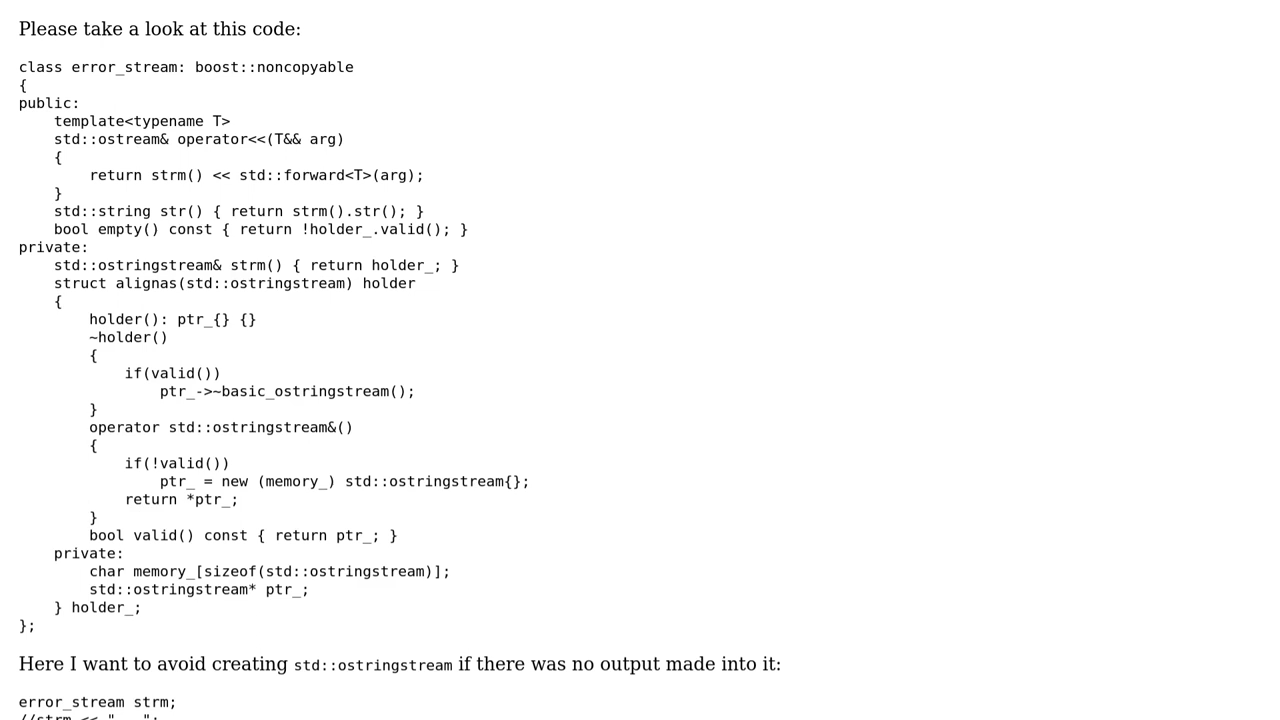 Please take a look at this code:
class error_stream: boost::noncopyable
{
public:
    template<typename T>
    std::ostream& operator<<(T&& arg)
    {
        return strm() << std::forward<T>(arg);
    }
    std::string str() { return strm().str(); }
    bool empty() const { return !holder_.valid(); }
private:
    std::ostringstream& strm() { return holder_; }
    struct alignas(std::ostringstream) holder
    {
        holder(): ptr_{} {}
        ~holder()
        {
            if(valid())
                ptr_->~basic_ostringstream();
        }
        operator std::ostringstream&()
        {
            if(!valid())
                ptr_ = new (memory_) std::ostringstream{};
            return *ptr_;
        }
        bool valid() const { return ptr_; }
    private:
        char memory_[sizeof(std::ostringstream)];
        std::ostringstream* ptr_;
    } holder_;
};
Here I want to avoid creating std::ostringstream if there was no output made into it:
error_stream strm;
//strm << "...";